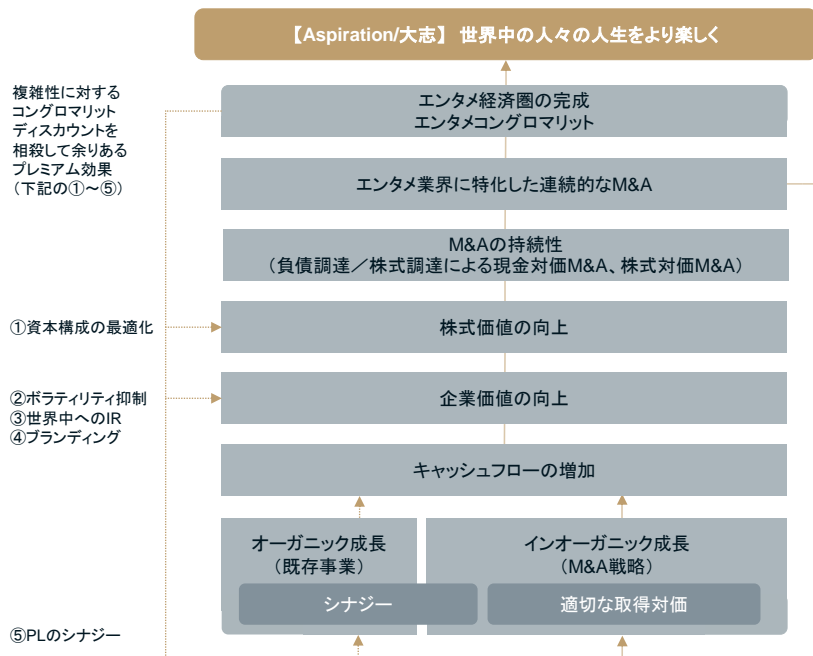 【Aspiration/大志】 世界中の人々の人生をより楽しく
複雑性に対する
コングロマリット
ディスカウントを
相殺して余りある
プレミアム効果
（下記の①～⑤）
エンタメ経済圏の完成
エンタメコングロマリット
エンタメ業界に特化した連続的なM&A
M&Aの持続性
（負債調達／株式調達による現金対価M&A、株式対価M&A）
①資本構成の最適化
株式価値の向上
②ボラティリティ抑制
③世界中へのIR
④ブランディング
企業価値の向上
キャッシュフローの増加
オーガニック成長
（既存事業）
インオーガニック成長
（M&A戦略）
シナジー
適切な取得対価
⑤PLのシナジー